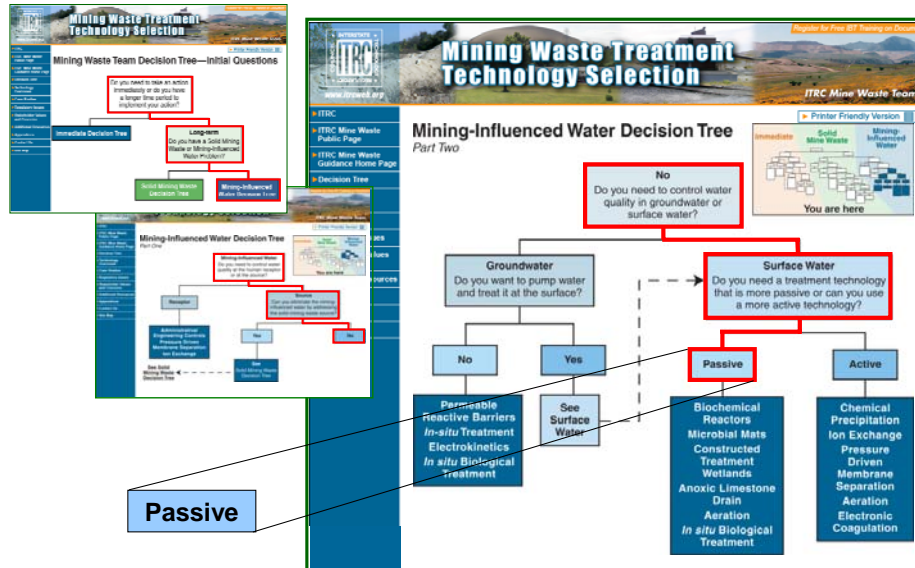 Mining Waste Treatment
Technology Selection
Printer Friendly Version
Mining Waste Team Decision Tree—Initial Questions
Do you need to take an action
immediately or do you have
a longer time period to
implement your action?
Immediate Decision Tree
Long-term
Do you have a Solid Mining
Waste or Mining-Influenced
Water Problem?
Solid Mining Waste
Decision Tree
Mining-Influenced
Water Decision Tree
Mining-Influenced Water Decision Tree
Part One
Mining-Influenced Water
Do you need to control water
quality at the human receptor
or at the source?
You are here
Receptor
Source
Can you eliminate the mining-
influenced water by addressing
the solid mining waste source?
Administrative
Engineering Controls
Pressure Driven
Membrane Separation
Ion Exchange
Yes
No
See
Solid Mining Waste
Decision Tree
See Solid
Mining Waste
Decision Tree
Register for Free IBT Training on Docum
INTERSTATE
ITRC
www.itrcweb.org
Mining Waste Treatment
Technology Selection
ITRC Mine Waste Team
ITRC
ITRC Mine Waste
Public Page
ITRC Mine Waste
Guidance Home Page
Decision Tree
Printer Friendly Version
Mining-Influenced Water Decision Tree
Part Two
Immediate
Solid
Mine Waste
Mining-
Influenced
Water
You are here
No
Do you need to control water
quality in groundwater or
surface water?
Groundwater
Do you want to pump water
and treat it at the surface?
Surface Water
Do you need a treatment technology
that is more passive or can you use
a more active technology?
No
Yes
Passive
Active
Permeable
Reactive Barriers
In-situ Treatment
Electrokinetics
In situ Biological
Treatment
See
Surface
Water
Biochemical
Reactors
Microbial Mats
Constructed
Treatment
Wetlands
Anoxic Limestone
Drain
Aeration
In situ Biological
Treatment
Chemical
Precipitation
Ion Exchange
Pressure
Driven
Membrane
Separation
Aeration
Electronic
Coagulation
Passive